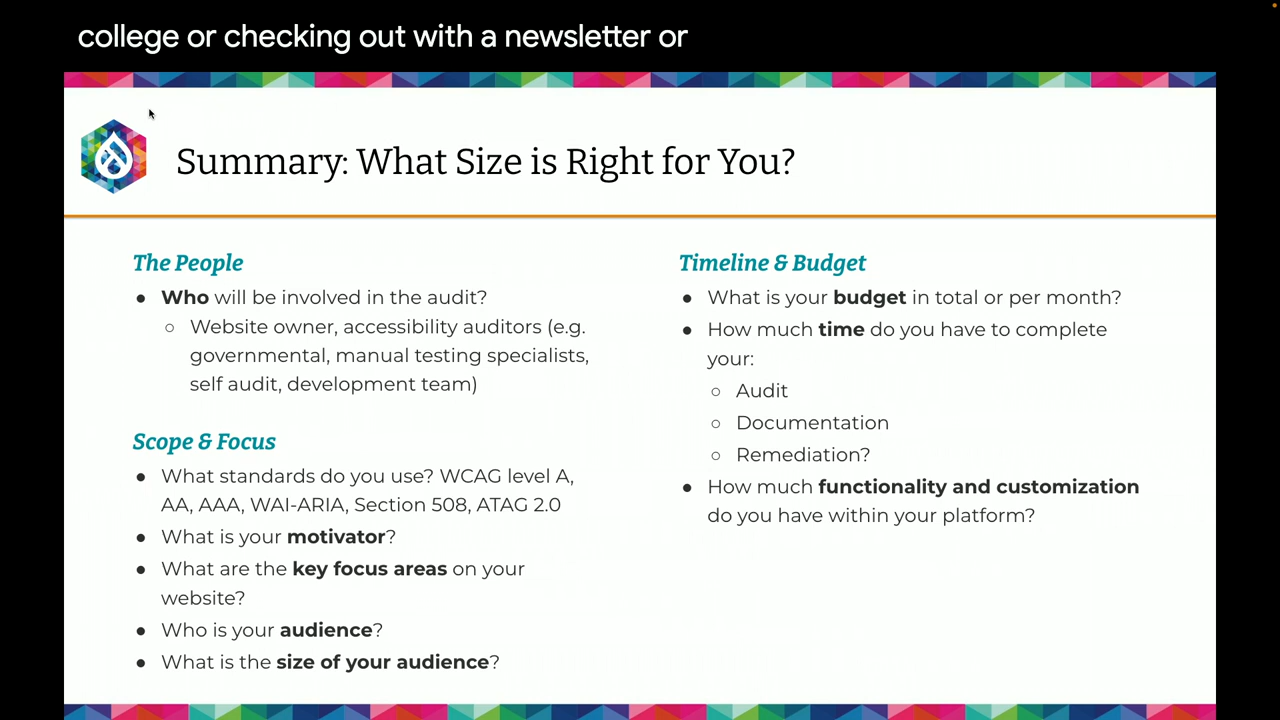 college or checking out with a newsletter or
Summary: What Size is Right for You?
The People
● Who will be involved in the audit?
○ Website owner, accessibility auditors (e.g.
governmental, manual testing specialists,
self audit, development team)
Scope & Focus
● What standards do you use? WCAG level A,
AA, AAA, WAI-ARIA, Section 508, ATAG 2.0
● What is your motivator?
● What are the key focus areas on your
website?
● Who is your audience?
● What is the size of your audience?
Timeline & Budget
● What is your budget in total or per month?
● How much time do you have to complete
your:
○ Audit
○ Documentation
○ Remediation?
● How much functionality and customization
do you have within your platform?